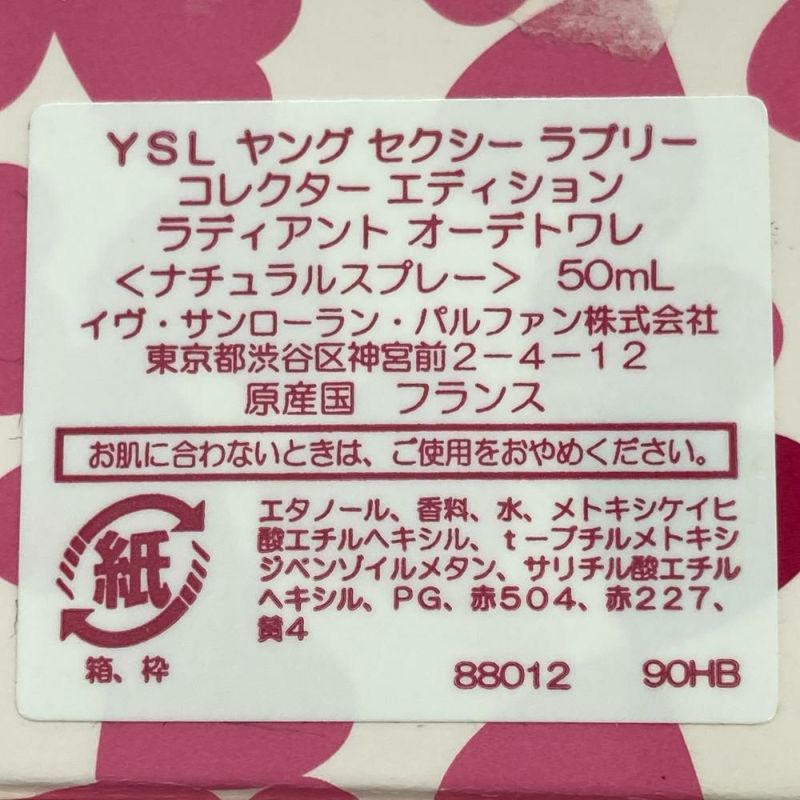 YSL ヤング セクシー ラブリー
コレクター エディション
ラディアント オーデトワレ
<ナチュラルスプレー> 50mL
イヴ・サンローラン・パルファン株式会社
東京都渋谷区神宮前2-4-12
原産国 フランス
お肌に合わないときは、ご使用をおやめください。
エタノール、香料、水、メトキシケイヒ
酸エチルヘキシル、t-ブチルメトキシ
ジベンゾイルメタン、サリチル酸エチル
ヘキシル、PG、赤504、赤227、
黄4
紙
箱、枠
88012 90HB